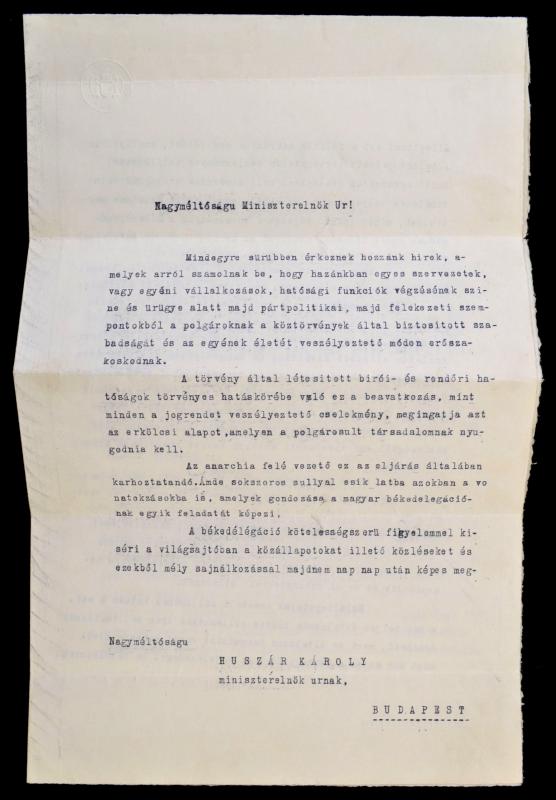 Nagyméltóságu Miniszterelnök Ur!
Mindegyre sürübben érkeznek hozzánk hirek, a-
melyek arról számolnak be, hogy hazánkban egyes szervezetek,
vagy egyéni vállalkozások, hatósági funkciók végzésének szi-
ne és ürügye alatt majd pártpolitikai, majd felekezeti szem-
pontokból a polgároknak a köztörvények által biztositott sza-
badságát és az egyének életét veszélyeztető módon erősza-
koskodnak.
A törvény által létesitett birói- és rendőri ha-
tóságok törvényes hatáskörébe való ez a beavatkozás, mint
minden a jogrendet veszélyeztető cselekmény, megingatja azt
az erkölcsi alapot,amelyen a polgárosult társadalomnak nyu-
godnia kell.
Az anarchia felé vezető ez az eljárás általában
karhoztatandó.Ámde sokszoros sullyal esik latba azokban a vo
natokzásokba is, amelyek gondozása a magyar békedelegáció-
nak egyik feladatát képezi,
A békedélégáció kötelességszerü figyelemmel ki-
séri a világsajtóban a közállapotokat illető közléseket és
ezekből mély sajnálkozással majdnem nap nap után képes meg-
Nagyméltóságu
HUSZÁR KÁROLY
miniszterelnök urnak,
BUDAPEST